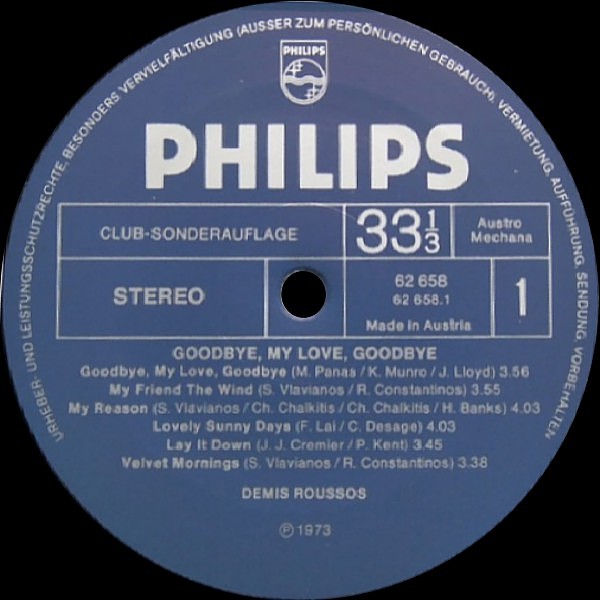 URHEBER- UND LEISTUNGSSCHUTZRECHTE, BESONDERS VERVIELFÄLTIGUNG (AUSSER ZUM PERSÖNLICHEN GEBRAUCH), VERMIETUNG, AUFFÜHRUNG, SENDUNG VORBEHALTEN
PHILIPS
PHILIPS
CLUB-SONDERAUFLAGE
33 1/3
Austro
Mechana
STEREO
62 658
62 658.1
Made in Austria
1
GOODBYE, MY LOVE, GOODBYE
Goodbye, My Love, Goodbye (M. Panas / K. Munro / J. Lloyd) 3.56
My Friend The Wind (S. Vlavianos / R. Constantinos) 3.55
My Reason (S. Vlavianos / Ch. Chalkitis / Ch. Chalkitis / H. Banks) 4.03
Lovely Sunny Days (F. Lai / C. Desage) 4.03
Lay It Down (J. J. Cremier / P. Kent) 3.45
Velvet Mornings (S. Vlavianos / R. Constantinos) 3.38
DEMIS ROUSSOS
℗ 1973